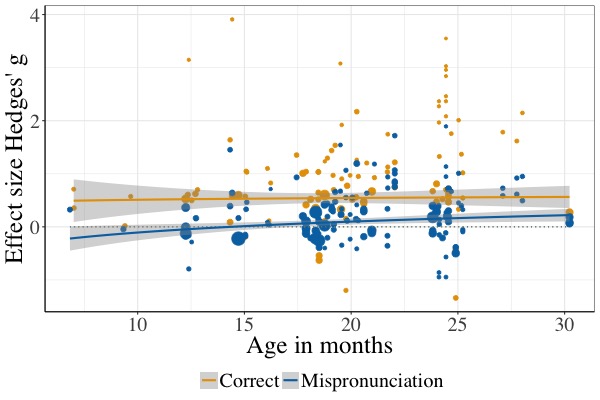 Effect size Hedges' g
4
2
0
10 15 20 25 30
Age in months
Correct Mispronunciation